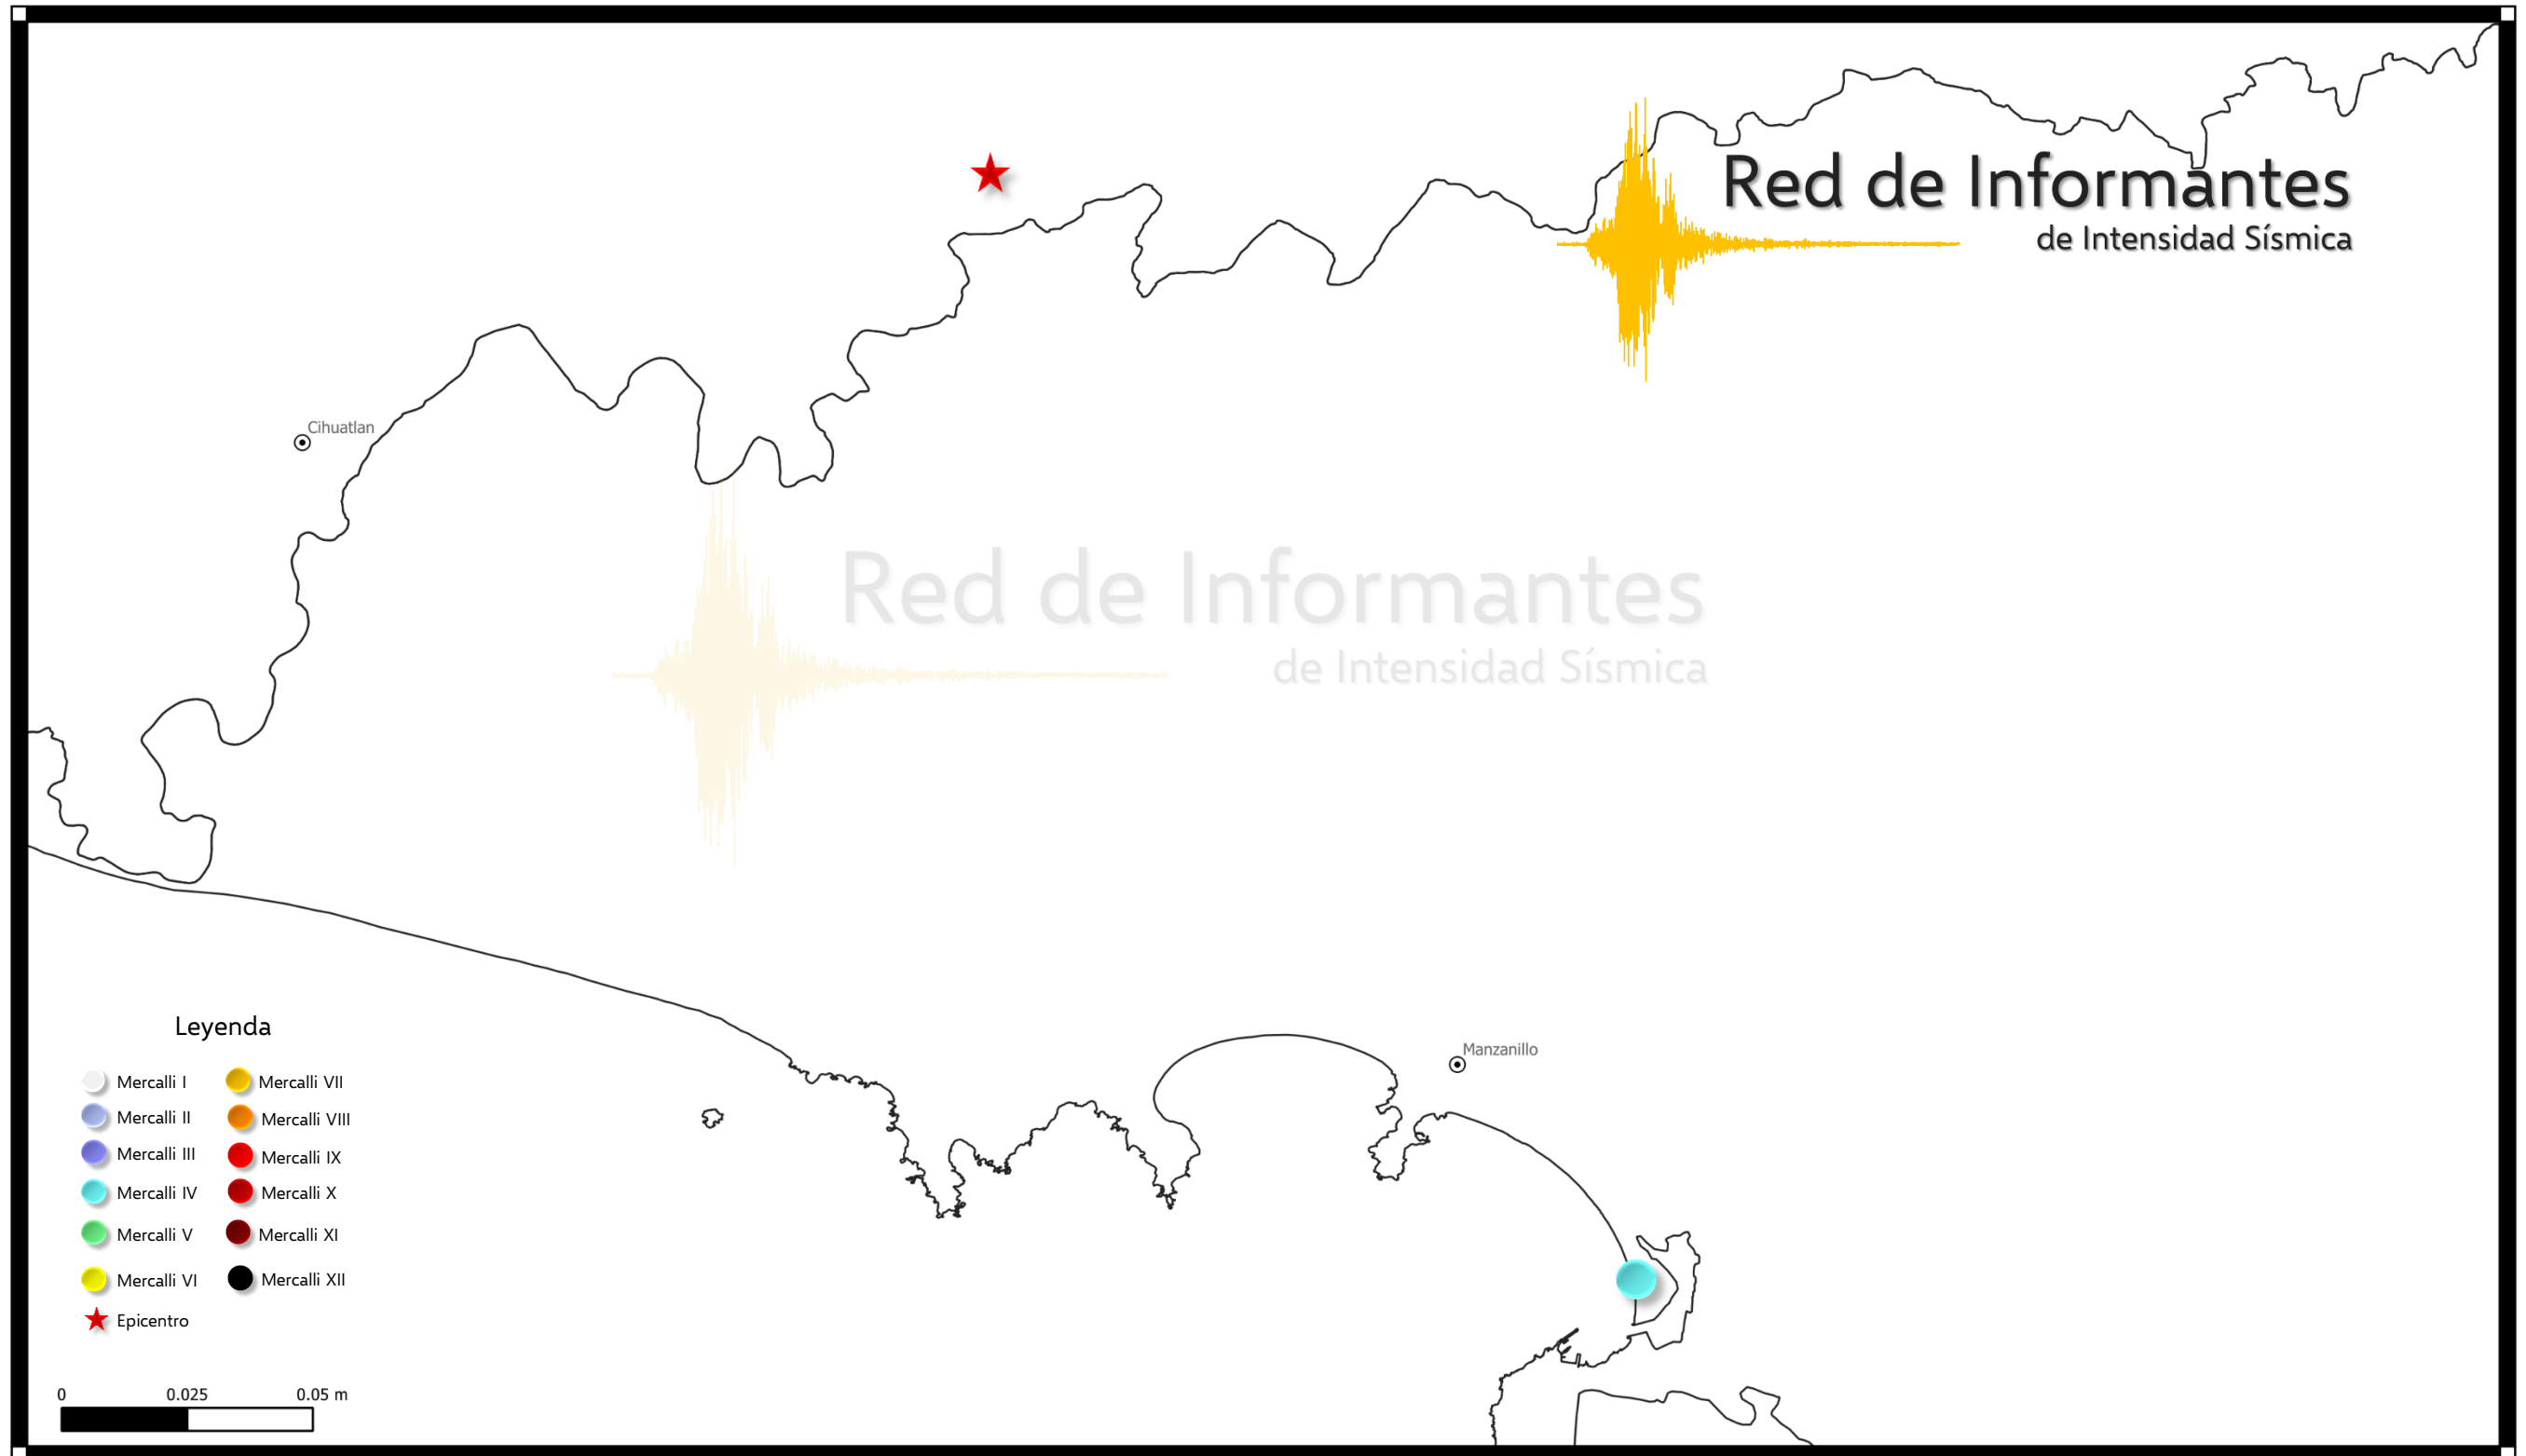 Red de Informantes
de Intensidad Sísmica
Cihuatlan
Red de Informantes
de Intensidad Sísmica
Manzanillo
Leyenda
Mercalli I
Mercalli II
Mercalli III
Mercalli IV
Mercalli V
Mercalli VI
Epicentro
Mercalli VII
Mercalli VIII
Mercalli IX
Mercalli X
Mercalli XI
Mercalli XII
0 0.025 0.05 m